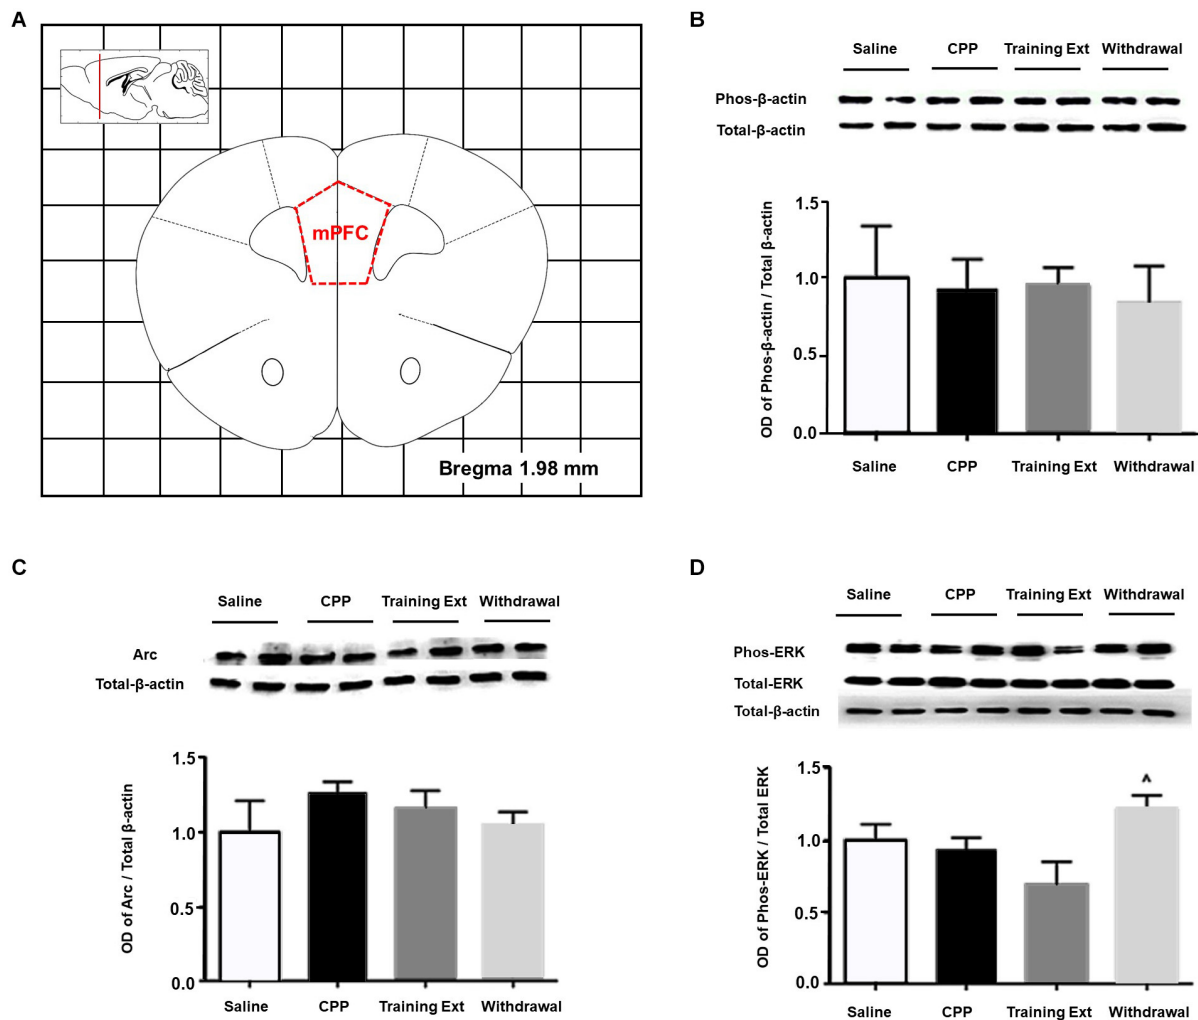 A
mPFC
Bregma 1.98 mm
B
Saline CPP Training Ext Withdrawal
Phos-β-actin
Total-β-actin
OD of Phos-β-actin / Total β-actin
1.5
1.0
0.5
0.0
Saline CPP Training Ext Withdrawal
C
Saline CPP Training Ext Withdrawal
Arc
Total-β-actin
OD of Arc / Total β-actin
1.5
1.0
0.5
0.0
Saline CPP Training Ext Withdrawal
D
Saline CPP Training Ext Withdrawal
Phos-ERK
Total-ERK
Total-β-actin
OD of Phos-ERK / Total ERK
1.5
1.0
0.5
0.0
^
Saline CPP Training Ext Withdrawal